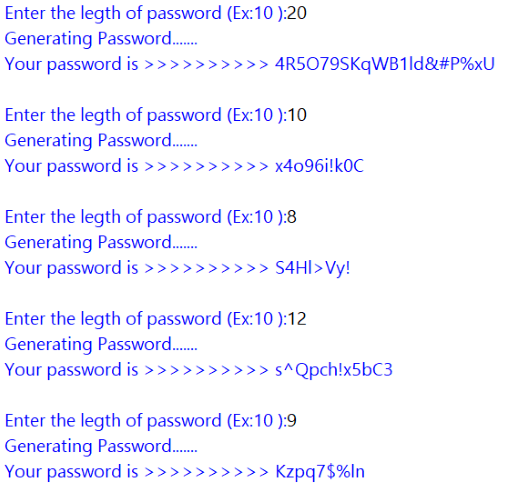 Enter the legth of password (Ex:10 ):20
Generating Password.......
Your password is >>>>>>>>>> 4R5O79SKqWB1ld&#P%xU
Enter the legth of password (Ex:10 ):10
Generating Password.......
Your password is >>>>>>>>>> x4o96i!k0C
Enter the legth of password (Ex:10 ):8
Generating Password.......
Your password is >>>>>>>>>> S4Hl>Vy!
Enter the legth of password (Ex:10 ):12
Generating Password.......
Your password is >>>>>>>>>> s^Qpch!x5bC3
Enter the legth of password (Ex:10 ):9
Generating Password.......
Your password is >>>>>>>>>> Kzpq7$%ln